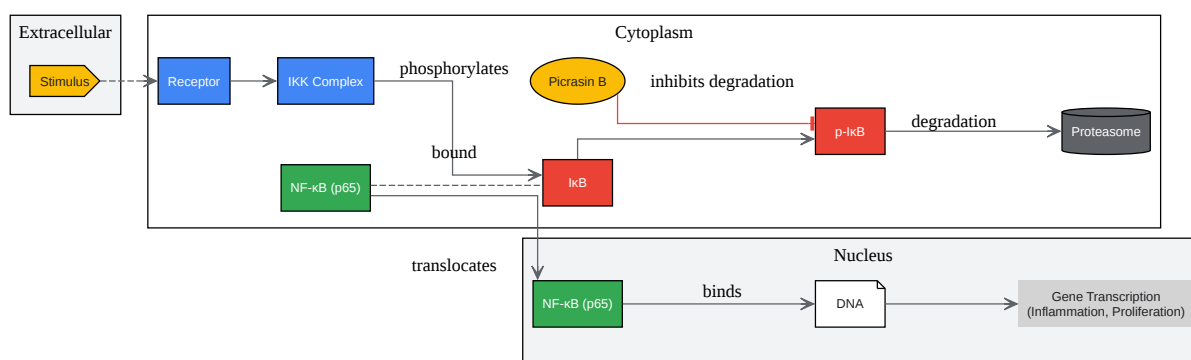 Extracellular
Stimulus
Cytoplasm
Receptor
IKK Complex
phosphorylates
Picrasin B
inhibits degradation
p-IκB
degradation
Proteasome
bound
NF-κB (p65)
IκB
translocates
Nucleus
NF-κB (p65)
binds
DNA
Gene Transcription
(Inflammation, Proliferation)